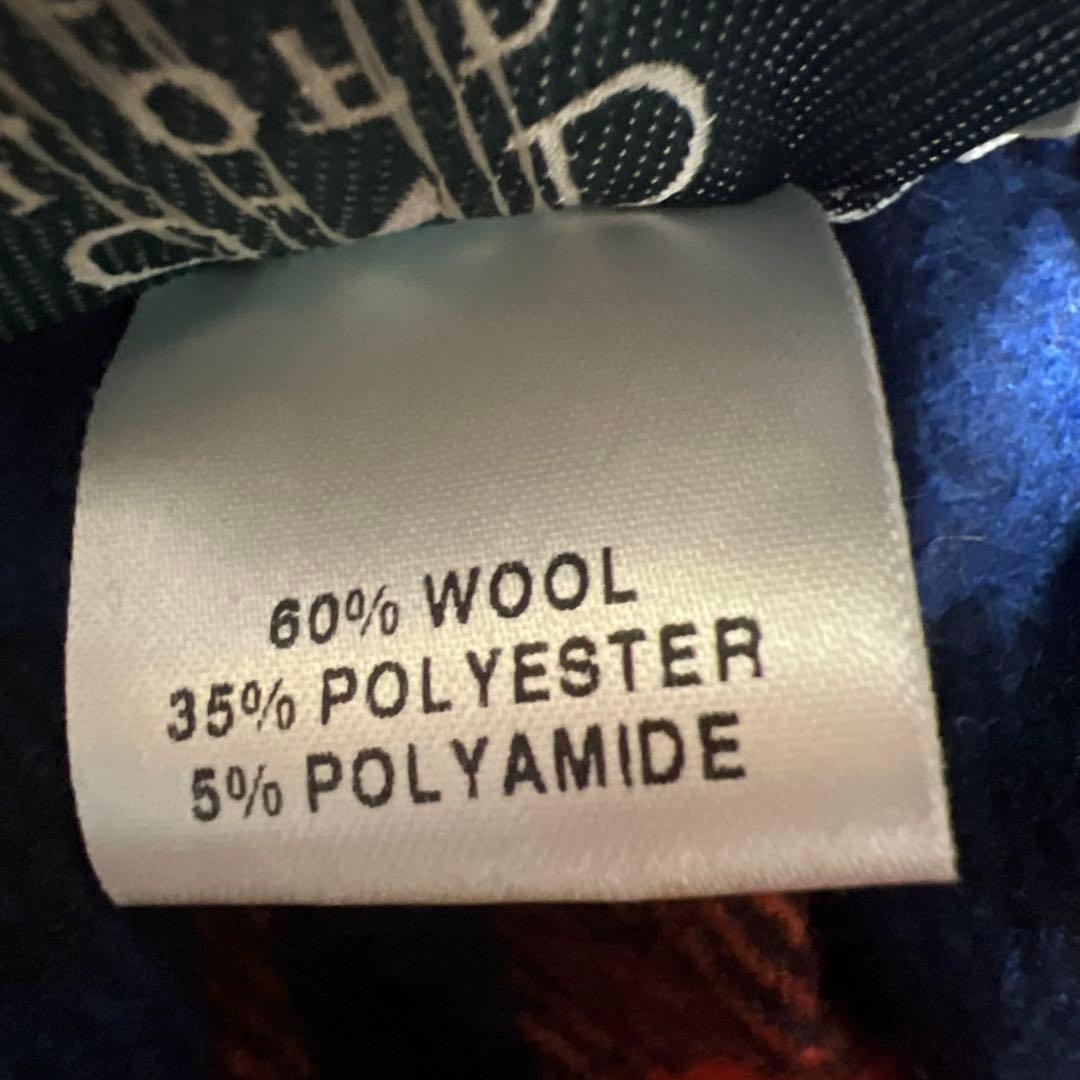 60% WOOL
35% POLYESTER
5% POLYAMIDE